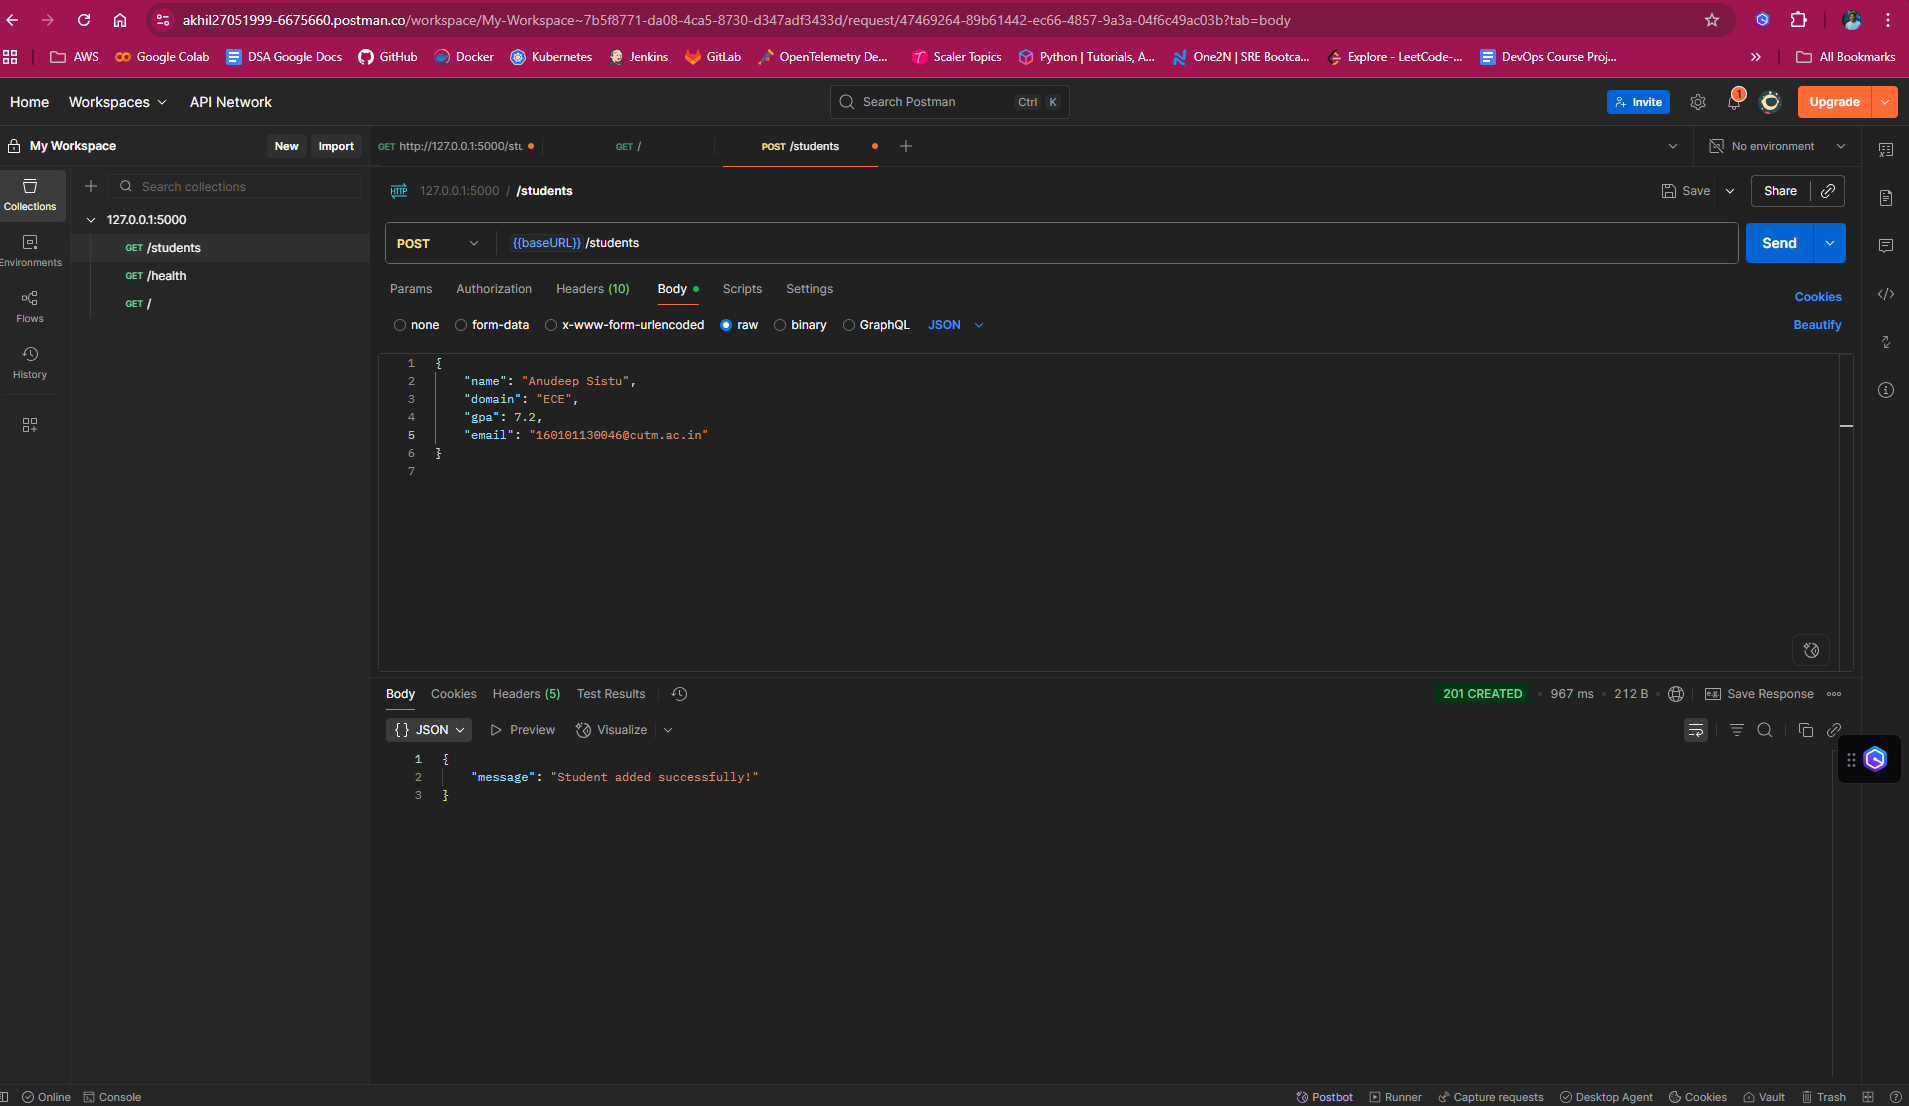 akhil27051999-6675660.postman.co/workspace/My-Workspace~7b5f8771-da08-4ca5-8730-d347adf3433d/request/47469264-89b61442-ec66-4857-9a3a-04f6c49ac03b?tab=body
AWS Google Colab DSA Google Docs GitHub Docker Kubernetes Jenkins GitLab OpenTelemetry De... Scaler Topics Python | Tutorials, A... One2N | SRE Bootca... Explore - LeetCode-... DevOps Course Proj... » All Bookmarks
Home Workspaces API Network Search Postman Ctrl K Invite 1 Upgrade
My Workspace New Import GET http://127.0.0.1:5000/stu GET / POST /students No environment
Search collections
Collections
127.0.0.1:5000 / /students Save Share
127.0.0.1:5000
GET /students
GET /health
GET /
Environments
Flows
History
POST {{baseURL}} /students Send
Params Authorization Headers (10) Body Scripts Settings Cookies
none form-data x-www-form-urlencoded raw binary GraphQL JSON Beautify
1 {
2 "name": "Anudeep Sistu",
3 "domain": "ECE",
4 "gpa": 7.2,
5 "email": "160101130046@cutm.ac.in"
6 }
7
Body Cookies Headers (5) Test Results 201 CREATED • 967 ms • 212 B • e.g. Save Response
{} JSON Preview Visualize
1 {
2 "message": "Student added successfully!"
3 }
Online Console Postbot Runner Capture requests Desktop Agent Cookies Vault Trash